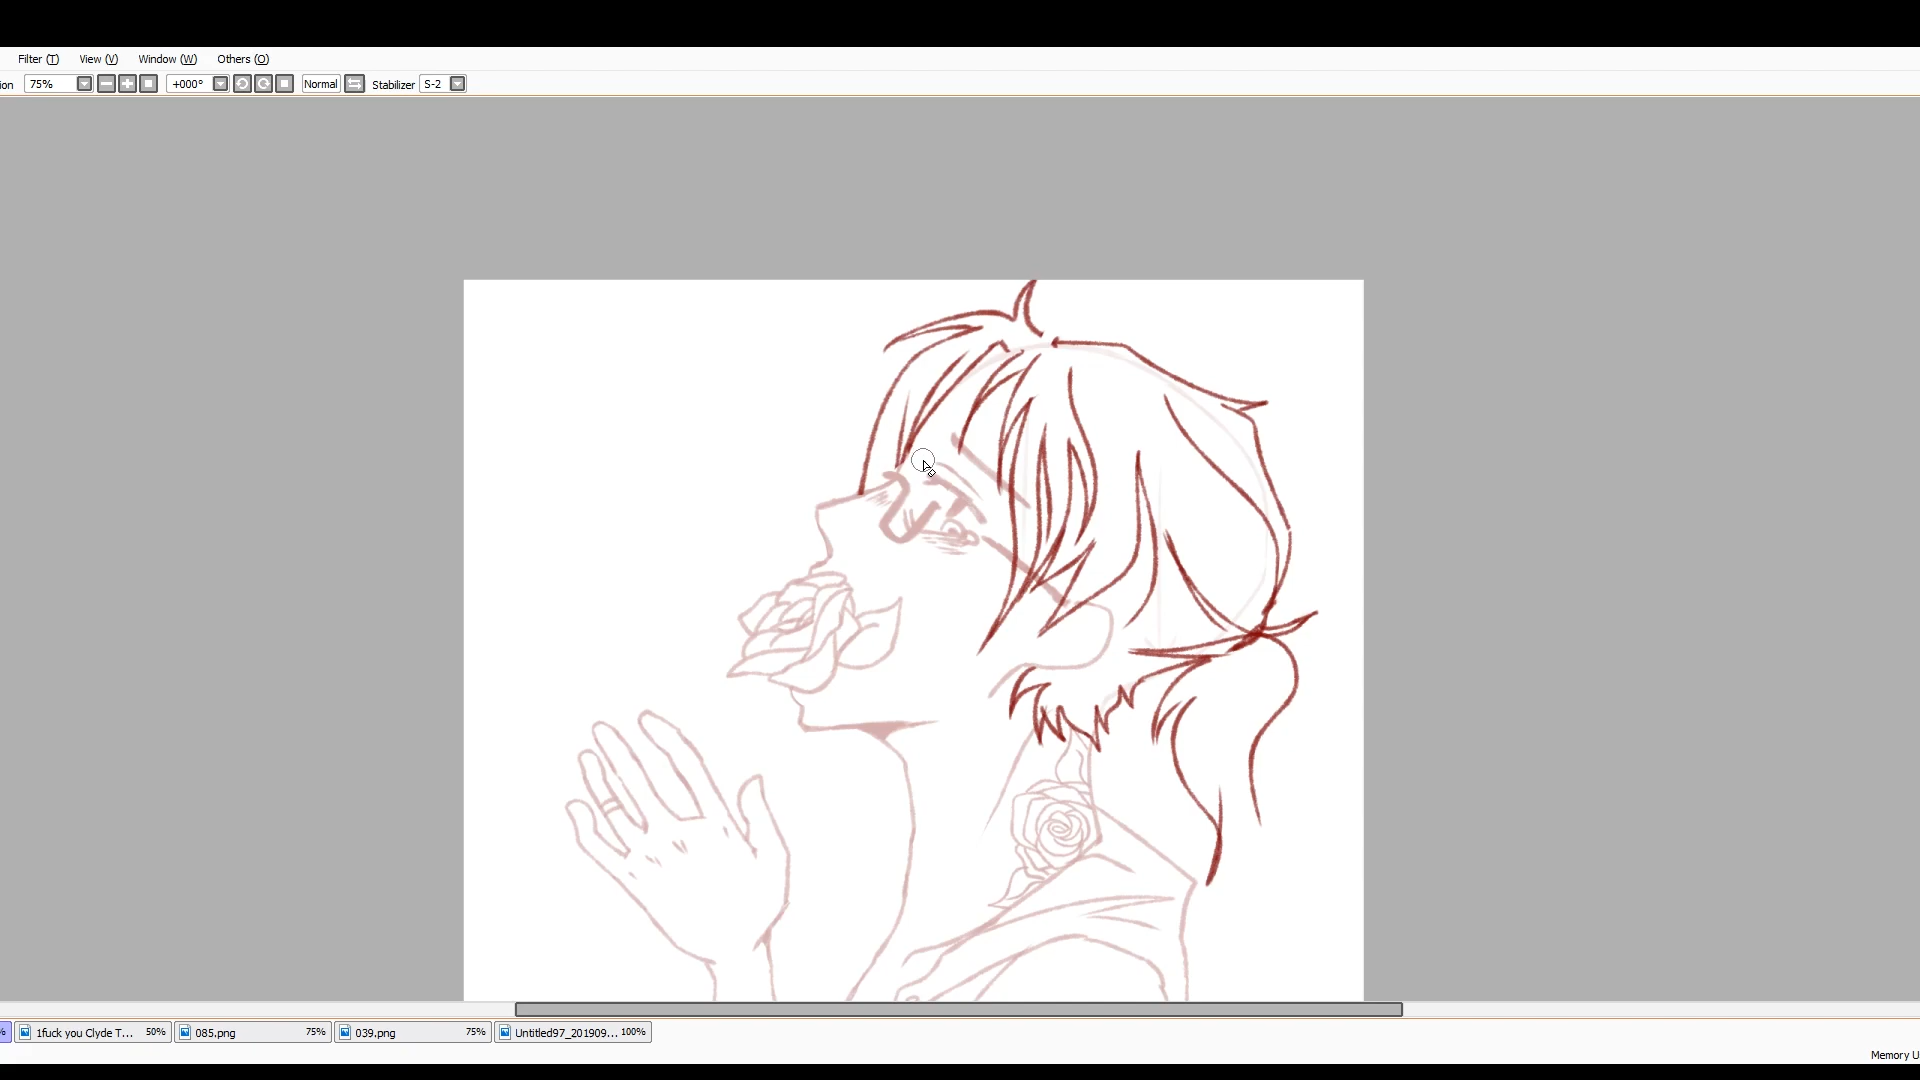 Filter (T) View (V) Window (W) Others (O)
ion 75% +000° Normal Stabilizer S-2
% 1fuck you Clyde T... 50% 085.png 75% 039.png 75% Untitled97_201909... 100%
Memory U